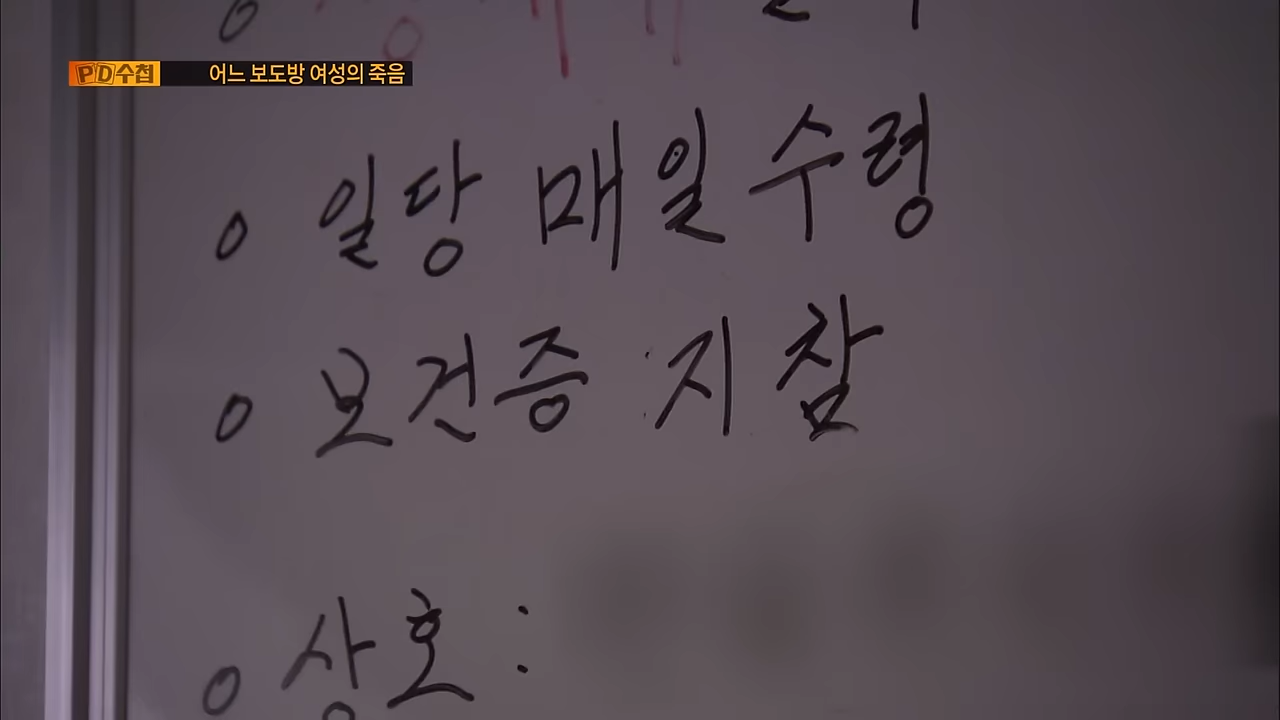 PD수첩 어느 보도방 여성의 죽음
o 일당 매일 수령
o 보건증 지참
o 상호 :